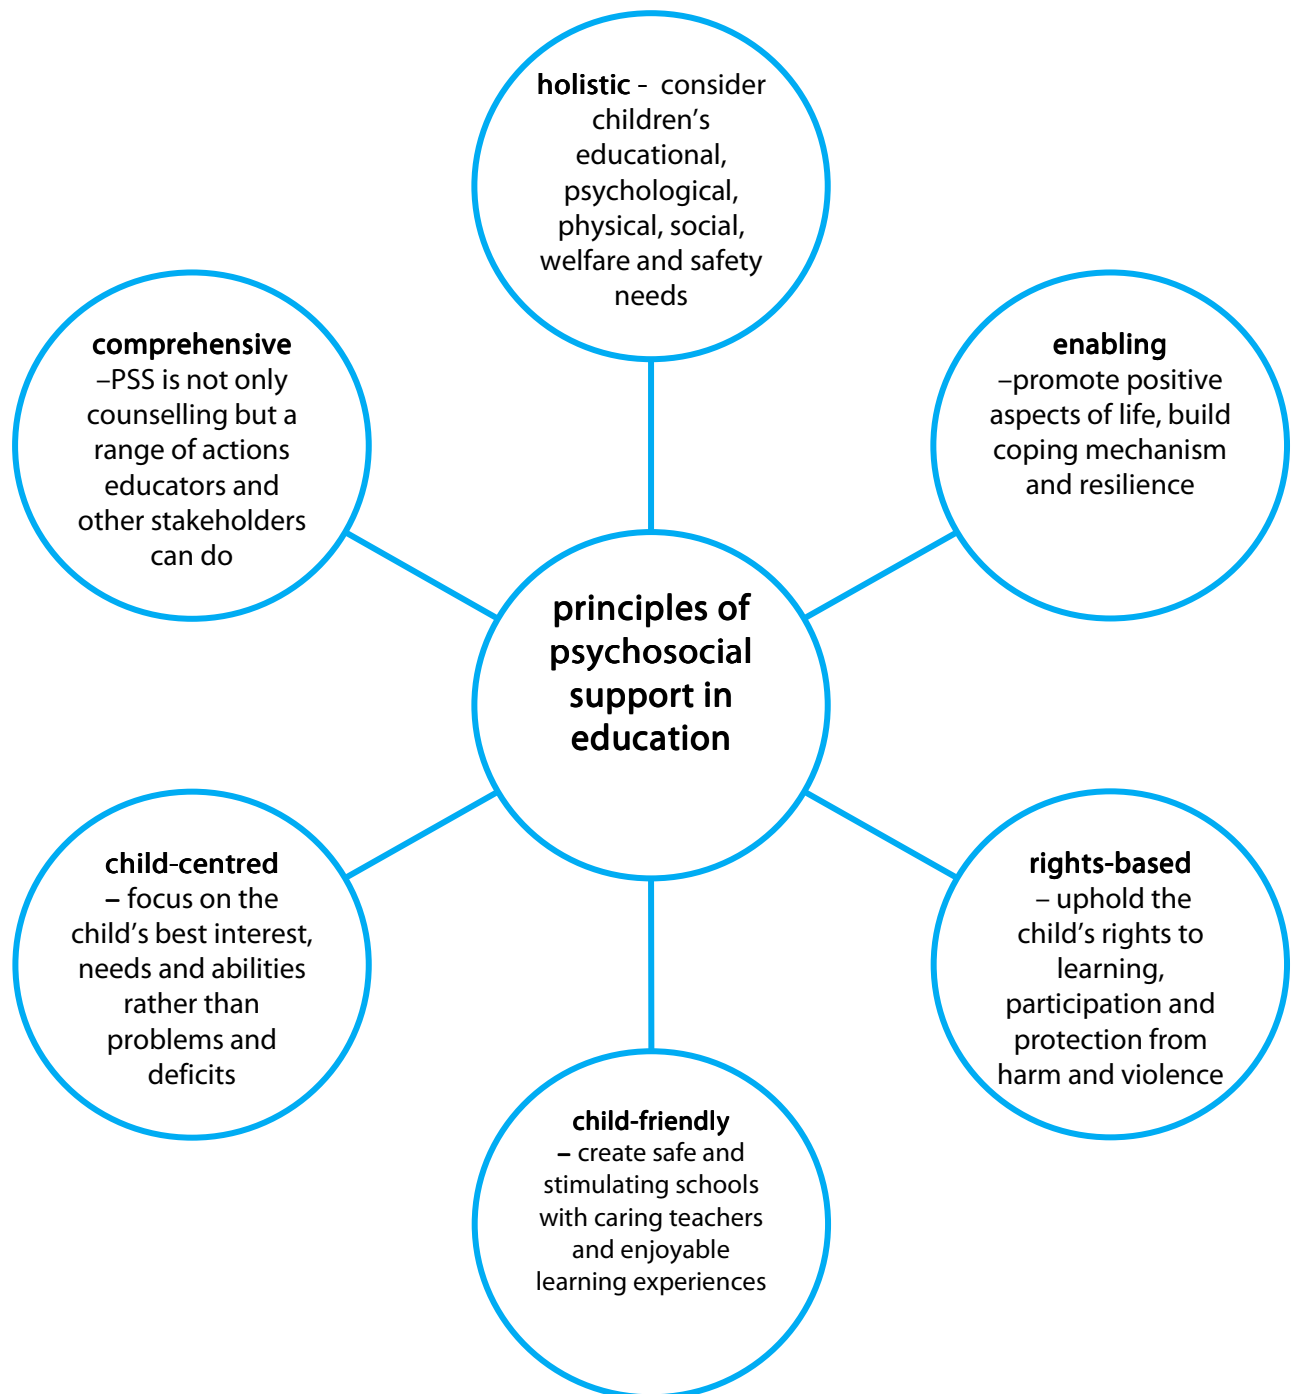 holistic - consider
children's
educational,
psychological,
physical, social,
welfare and safety
needs
comprehensive
–PSS is not only
counselling but a
range of actions
educators and
other stakeholders
can do
enabling
–promote positive
aspects of life, build
coping mechanism
and resilience
principles of
psychosocial
support in
education
child-centred
– focus on the
child's best interest,
needs and abilities
rather than
problems and
deficits
rights-based
– uphold the
child's rights to
learning,
participation and
protection from
harm and violence
child-friendly
– create safe and
stimulating schools
with caring teachers
and enjoyable
learning experiences